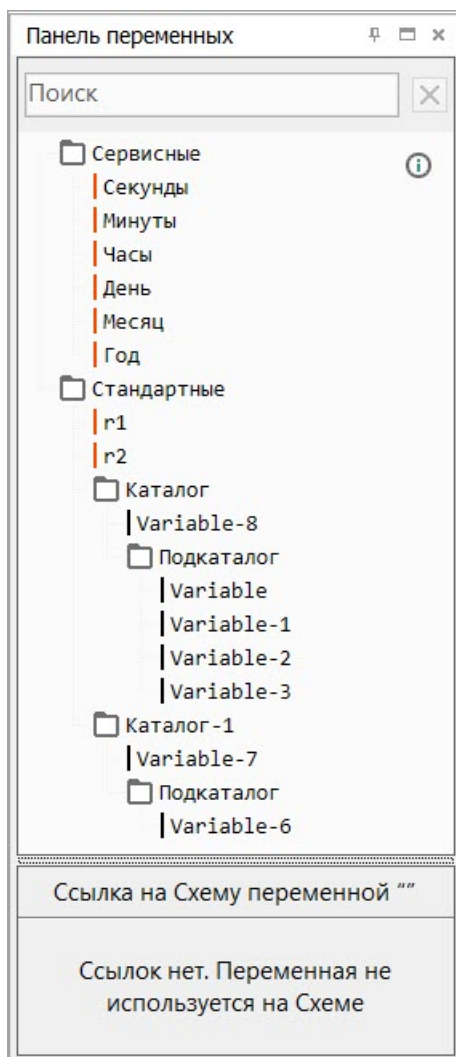 Панель переменных
Поиск
Сервисные
Секунды
Минуты
Часы
День
Месяц
Год
Стандартные
r1
r2
Каталог
Variable-8
Подкаталог
Variable
Variable-1
Variable-2
Variable-3
Каталог-1
Variable-7
Подкаталог
Variable-6
Ссылка на Схему переменной “”
Ссылок нет. Переменная не
используется на Схеме